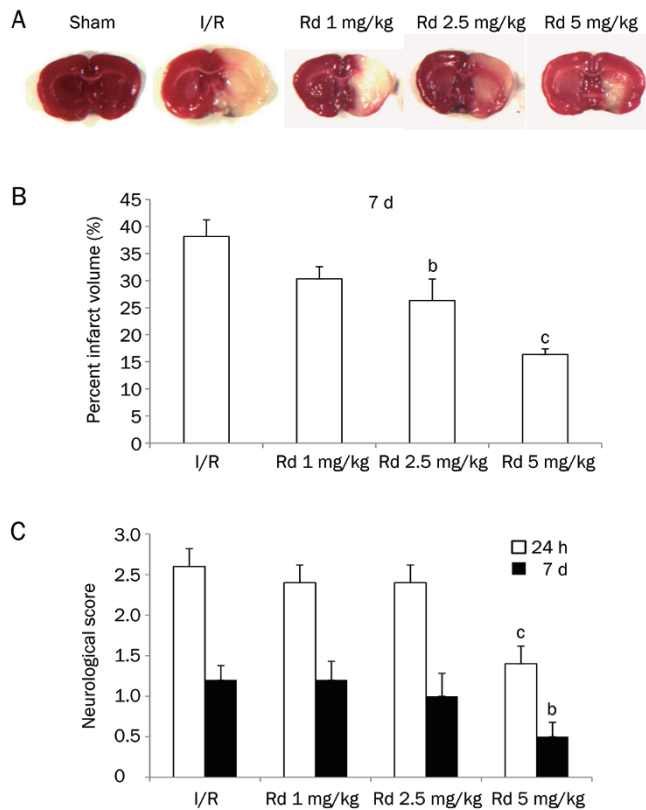 A
Sham I/R Rd 1 mg/kg Rd 2.5 mg/kg Rd 5 mg/kg
B
7 d
Percent infarct volume (%)
45
40
35
30
25
20
15
10
5
0
b
c
I/R Rd 1 mg/kg Rd 2.5 mg/kg Rd 5 mg/kg
C
Neurological score
3.0
2.5
2.0
1.5
1.0
0.5
0
24 h
7 d
c
b
I/R Rd 1 mg/kg Rd 2.5 mg/kg Rd 5 mg/kg